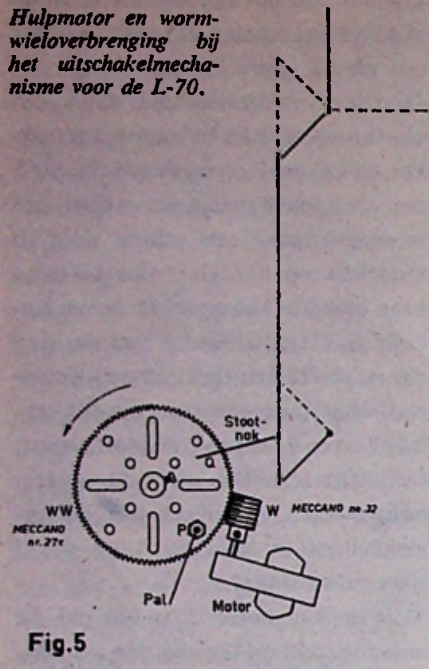 Hulpmotor en worm-
wieloverbrenging bij
het uitschakelmecha-
nisme voor de L-70.
Stoot-
nok
A
WW
MECCANO
nr. 27c
P
W
MECCANO nr. 32
Pal
Motor
Fig.5